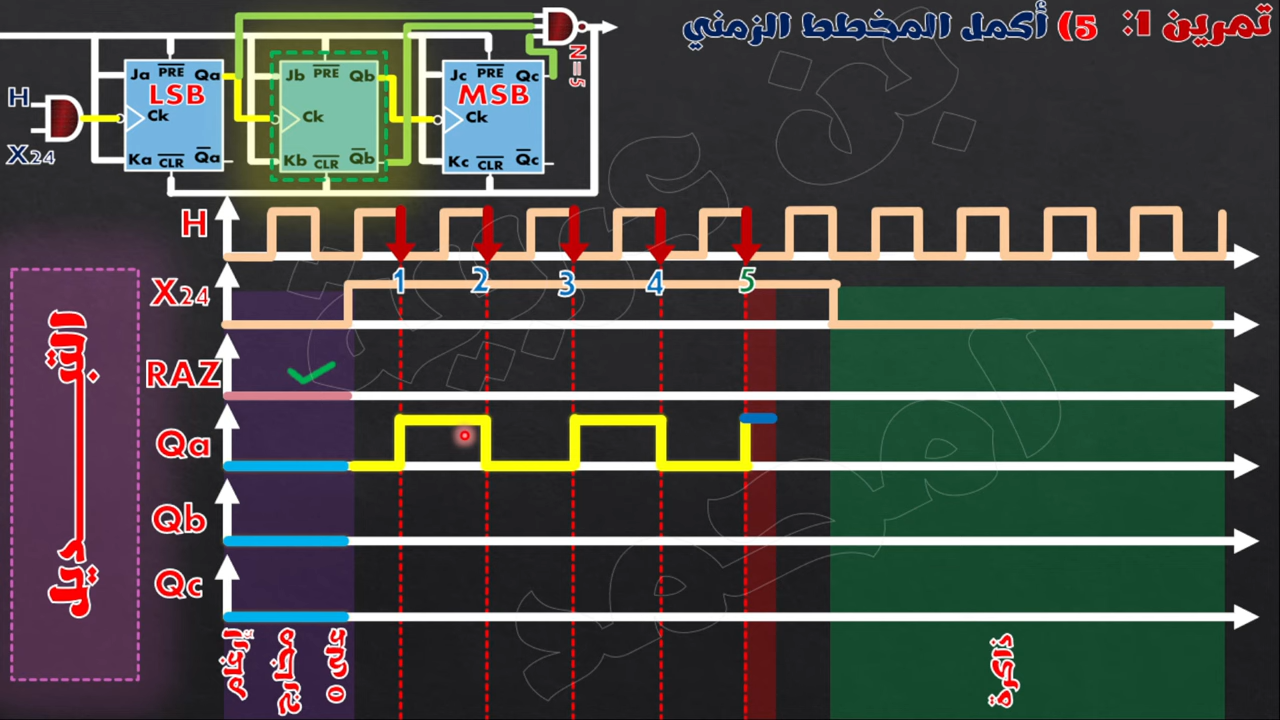 تمرين 1: 5) أكمل المخطط الزمني
Ja PRE Qa
LSB
Ck
Ka CLR Qa
Jb PRE Qb
Ck
Kb CLR Qb
Jc PRE Qc
MSB
Ck
Kc CLR Qc
N=5
H
X24
H
1 2 3 4 5
X24
RAZ
Qa
Qb
Qc
التبديل
إرغام
خرطه
على 0
ذاكرة